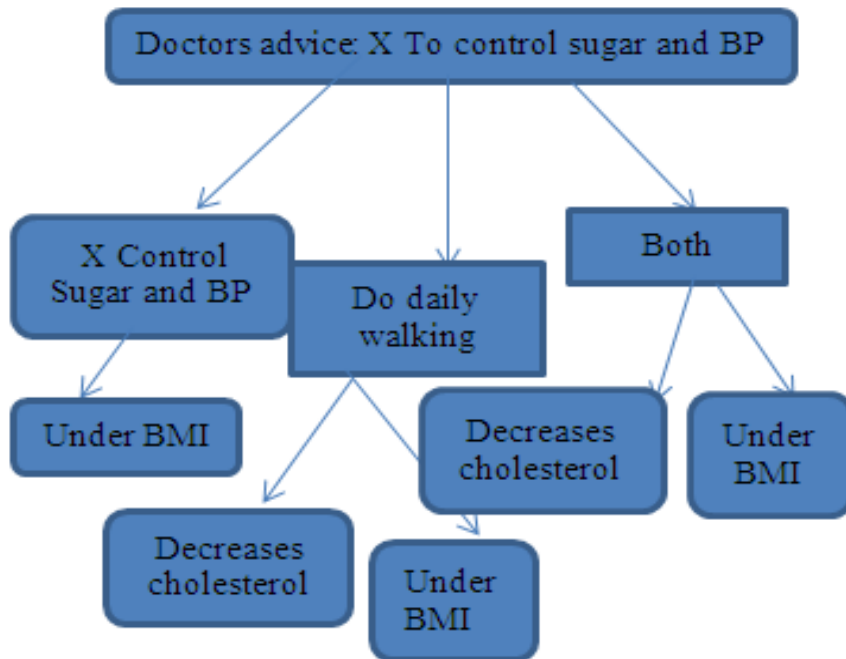 Doctors advice: X To control sugar and BP
X Control
Sugar and BP
Do daily
walking
Both
Under BMI
Decreases
cholesterol
Under
BMI
Decreases
cholesterol
Under
BMI